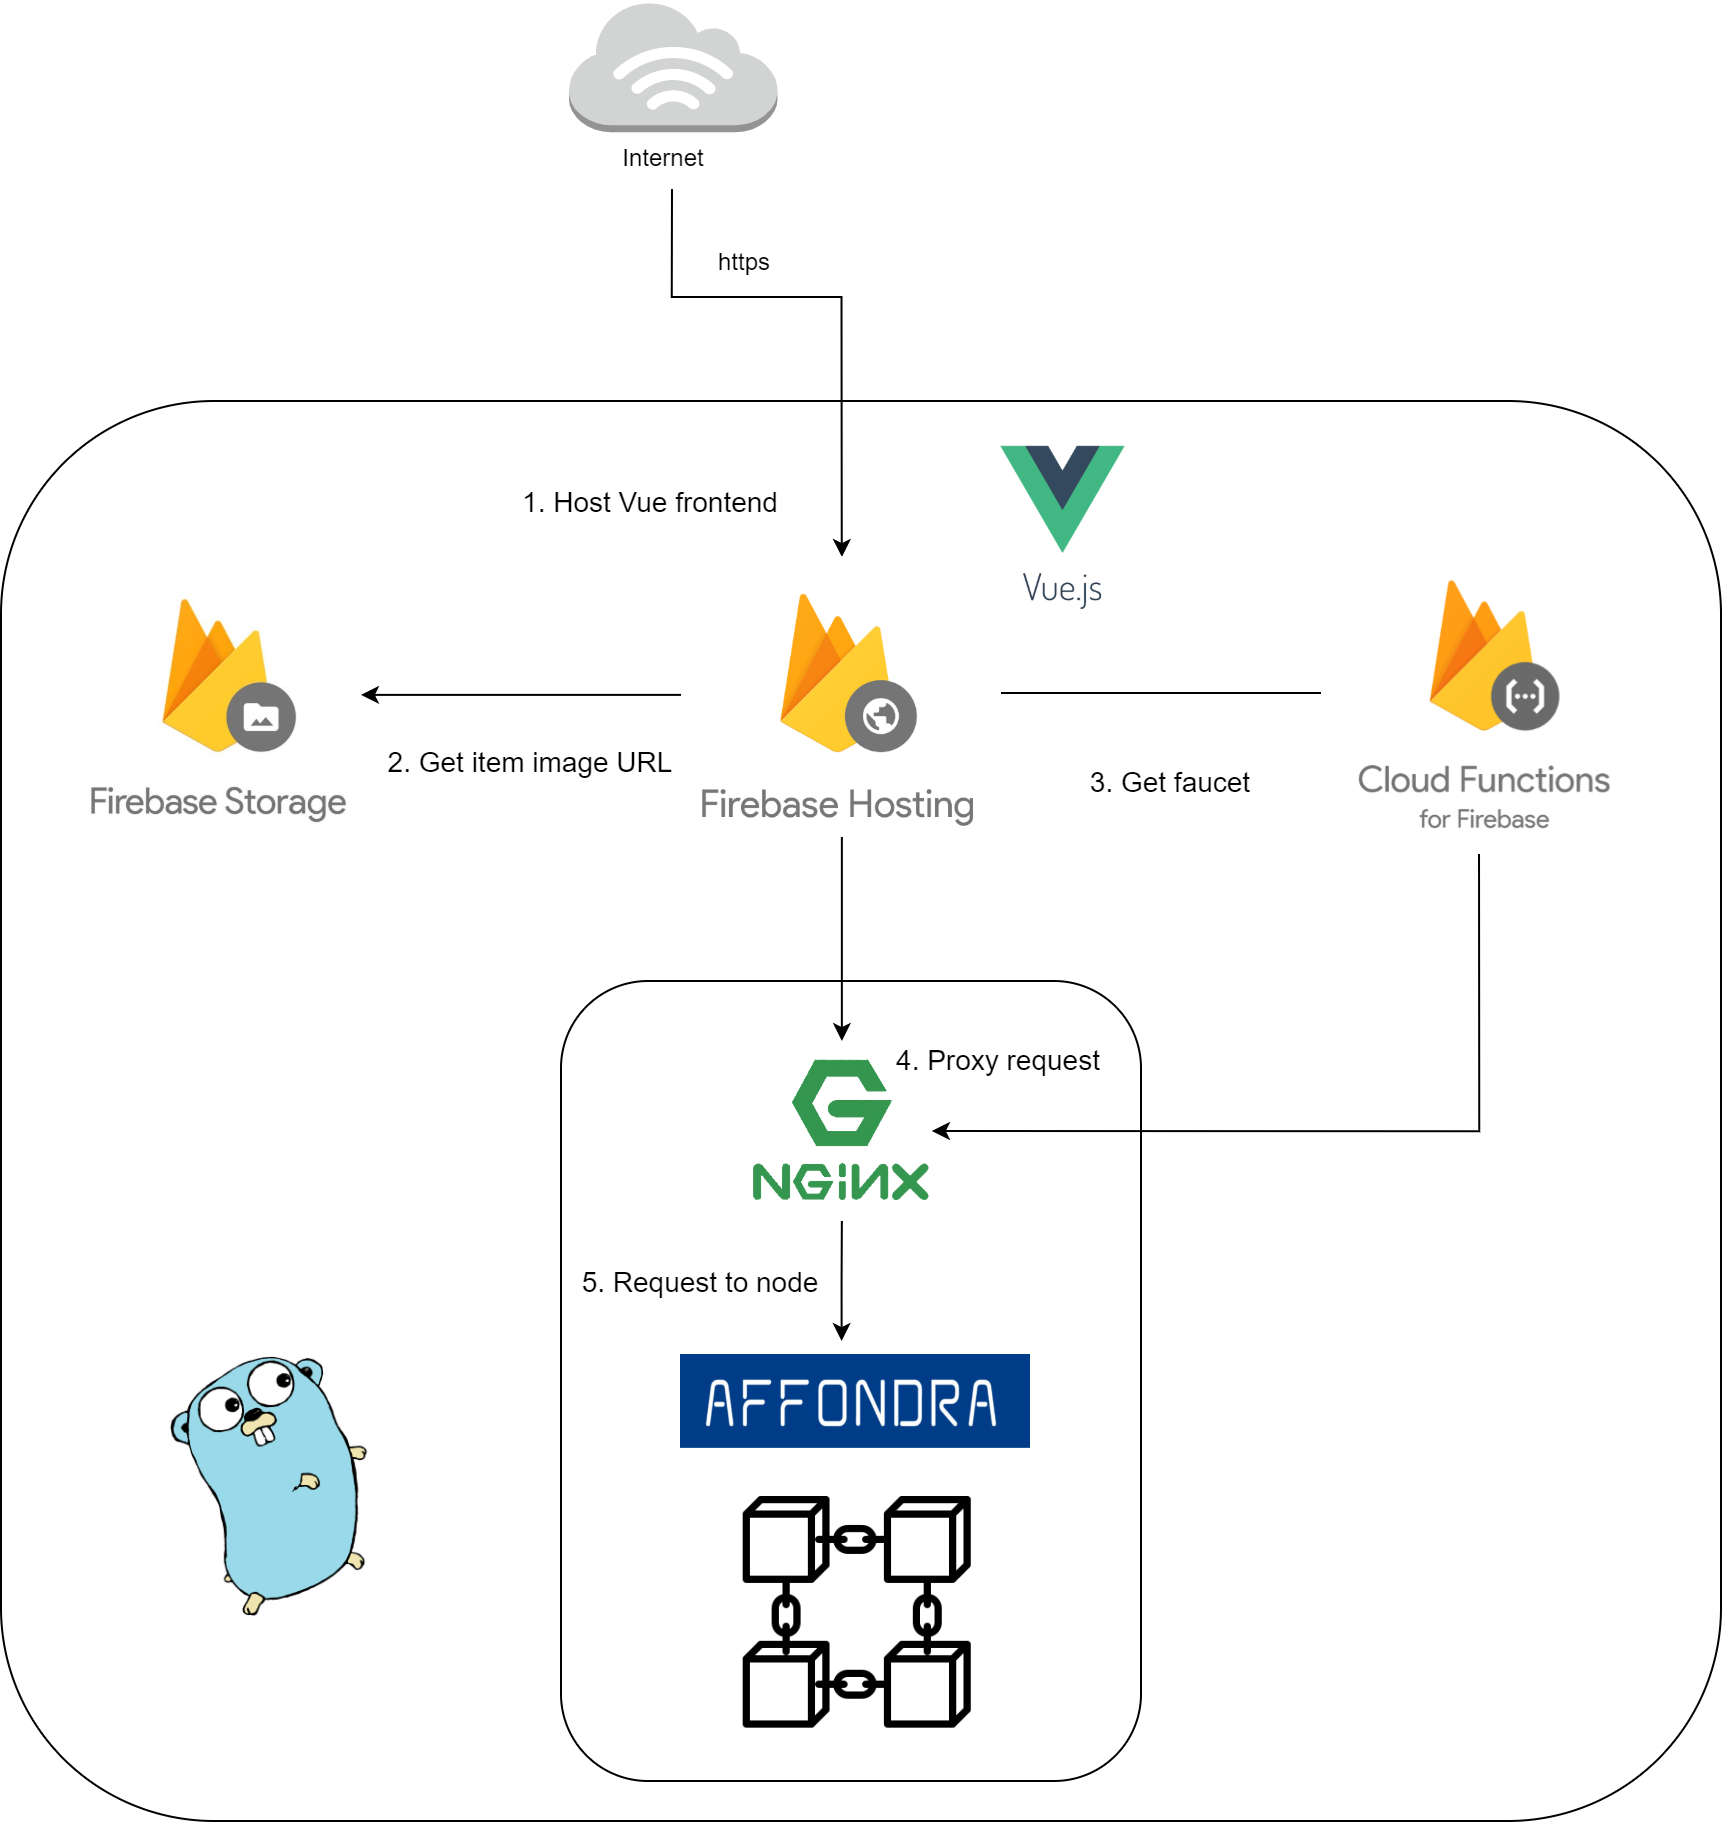 Internet
https
1. Host Vue frontend
Vue.js
2. Get item image URL
Firebase Storage
Firebase Hosting
3. Get faucet
Cloud Functions
for Firebase
4. Proxy request
NGiNX
5. Request to node
AFFONDRA